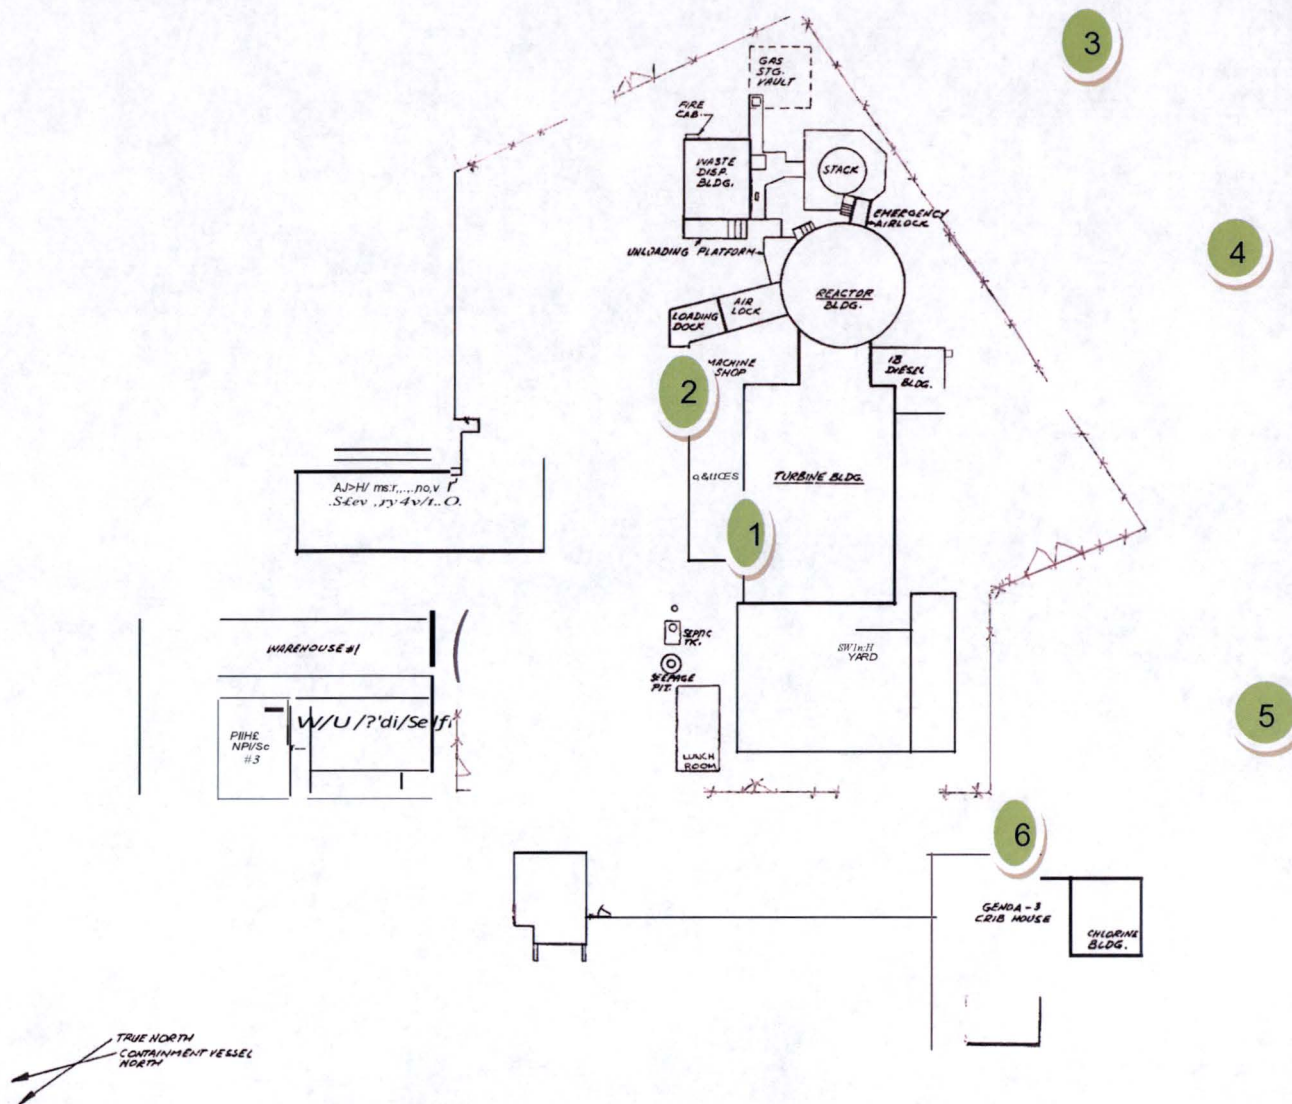 3
GAS
STG.
VAULT
FIRE
CAB.
WASTE
DISP.
BLDG.
STACK
EMERGENCY
AIRLOCK
4
UNLOADING PLATFORM
REACTOR
BLDG.
AIR
LOCK
LOADING
DOCK
MACHINE
SHOP
1B
DIESEL
BLDG.
2
TURBINE BLDG.
1
SEPTIC
TK.
WAREHOUSE #1
YARD
SEEPAGE
PIT.
#3
5
LUNCH
ROOM
6
GENOA-3
CRIB HOUSE
CHLORINE
BLDG.
TRUE NORTH
CONTAINMENT VESSEL
NORTH